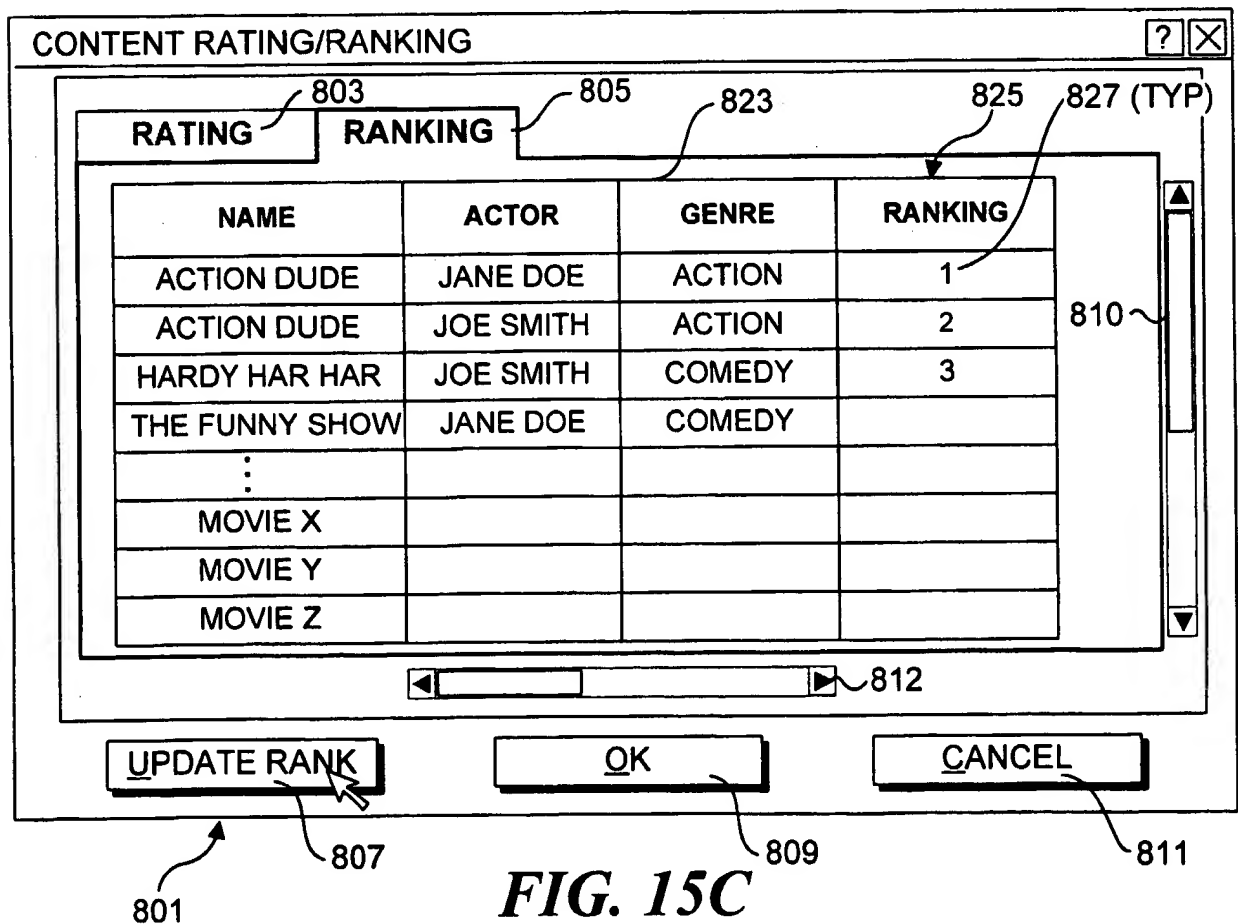 CONTENT RATING/RANKING ?
803 805 823 825 827 (TYP)
RATING RANKING
NAME ACTOR GENRE RANKING
ACTION DUDE JANE DOE ACTION 1
ACTION DUDE JOE SMITH ACTION 2
810
HARDY HAR HAR JOE SMITH COMEDY 3
THE FUNNY SHOW JANE DOE COMEDY
⋮
MOVIE X
MOVIE Y
MOVIE Z
812
UPDATE RANK OK CANCEL
801 807 809 811
FIG. 15C